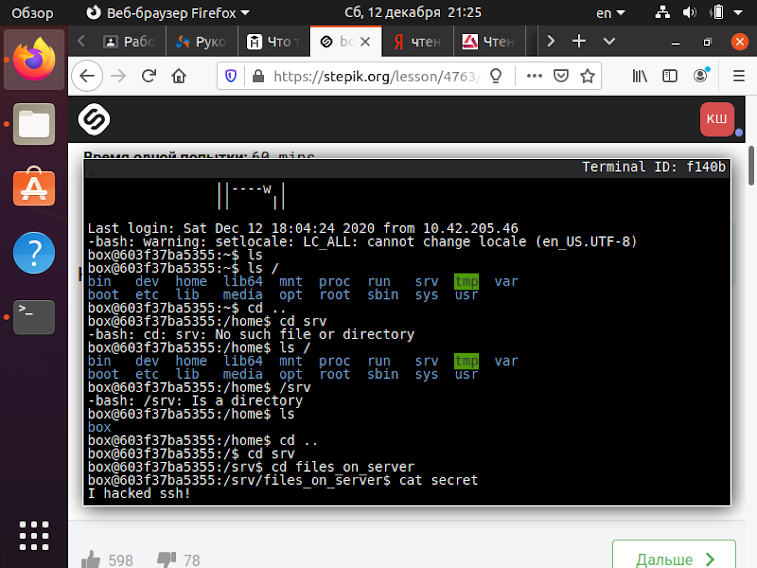 Обзор
Веб-браузер Firefox
Сб, 12 декабря 21:25
en
Рабо
Руко
Что т
bo
чтен
Чтен
https://stepik.org/lesson/4763/
КШ
Время одной попытки: 60 mins
Terminal ID: f140b
||----w |
||     ||
Last login: Sat Dec 12 18:04:24 2020 from 10.42.205.46
-bash: warning: setlocale: LC_ALL: cannot change locale (en_US.UTF-8)
box@603f37ba5355:~$ ls
box@603f37ba5355:~$ ls /
bin dev home lib64 mnt proc run srv tmp var
boot etc lib media opt root sbin sys usr
box@603f37ba5355:~$ cd ..
box@603f37ba5355:/home$ cd srv
-bash: cd: srv: No such file or directory
box@603f37ba5355:/home$ ls /
bin dev home lib64 mnt proc run srv tmp var
boot etc lib media opt root sbin sys usr
box@603f37ba5355:/home$ /srv
-bash: /srv: Is a directory
box@603f37ba5355:/home$ ls
box
box@603f37ba5355:/home$ cd ..
box@603f37ba5355:/$ cd srv
box@603f37ba5355:/srv$ cd files_on_server
box@603f37ba5355:/srv/files_on_server$ cat secret
I hacked ssh!
598
78
Дальше